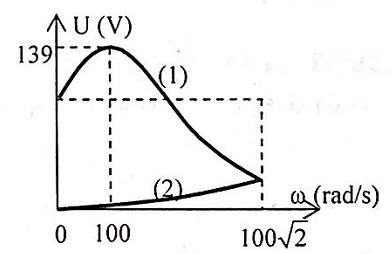 U (V)
139
(1)
(2)
ω (rad/s)
0 100 100√2